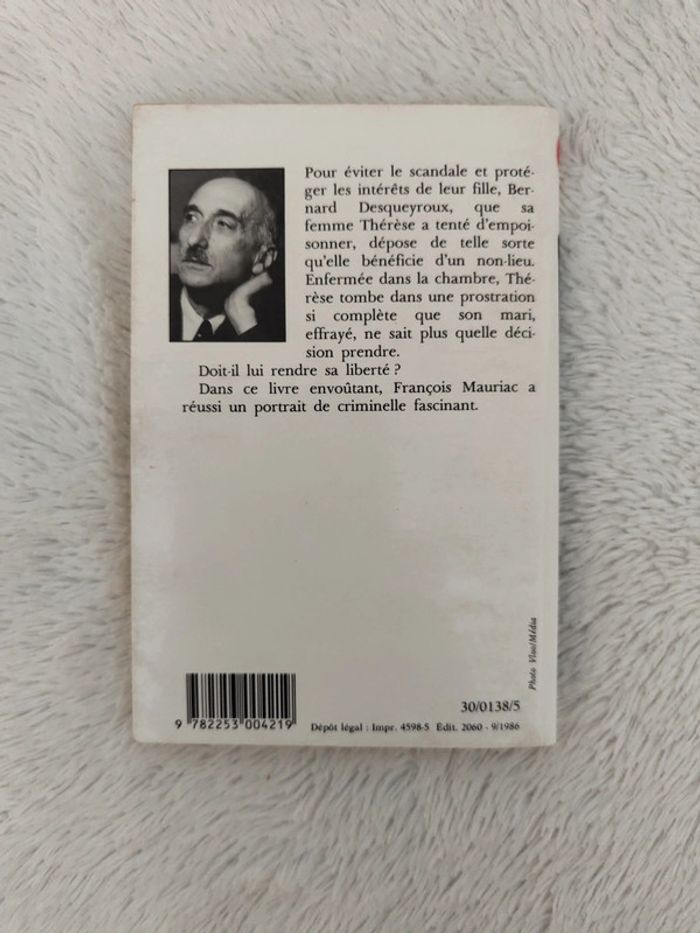 Pour éviter le scandale et proté-
ger les intérêts de leur fille, Ber-
nard Desqueyroux, que sa
femme Thérèse a tenté d'empoi-
sonner, dépose de telle sorte
qu'elle bénéficie d'un non-lieu.
Enfermée dans la chambre, Thé-
rèse tombe dans une prostration
si complète que son mari,
effrayé, ne sait plus quelle déci-
sion prendre.
Doit-il lui rendre sa liberté ?
Dans ce livre envoûtant, François Mauriac a
réussi un portrait de criminelle fascinant.
Photo Vloo/Média
30/0138/5
9 782253 004219
Dépôt légal : Impr. 4598-5 Édit. 2060 - 9/1986